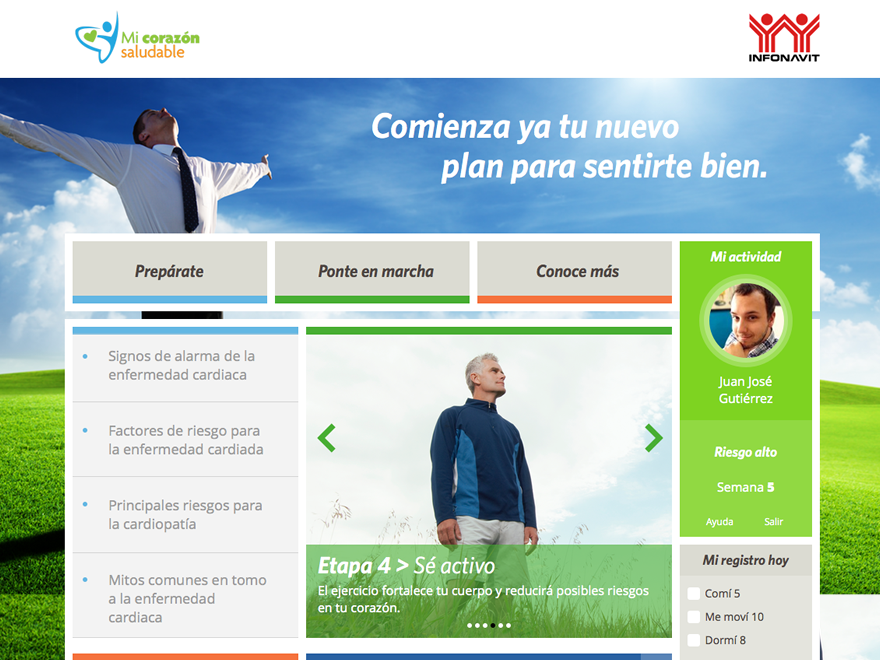 Mi corazón
saludable
INFONAVIT
Comienza ya tu nuevo
plan para sentirte bien.
Prepárate
Ponte en marcha
Conoce más
Mi actividad
Juan José
Gutiérrez
Riesgo alto
Semana 5
Ayuda
Salir
Signos de alarma de la
enfermedad cardiaca
Factores de riesgo para
la enfermedad cardiada
Principales riesgos para
la cardiopatía
Mitos comunes en tomo
a la enfermedad
cardiaca
Etapa 4 > Sé activo
El ejercicio fortalece tu cuerpo y reducirá posibles riesgos
en tu corazón.
Mi registro hoy
Comí 5
Me moví 10
Dormí 8